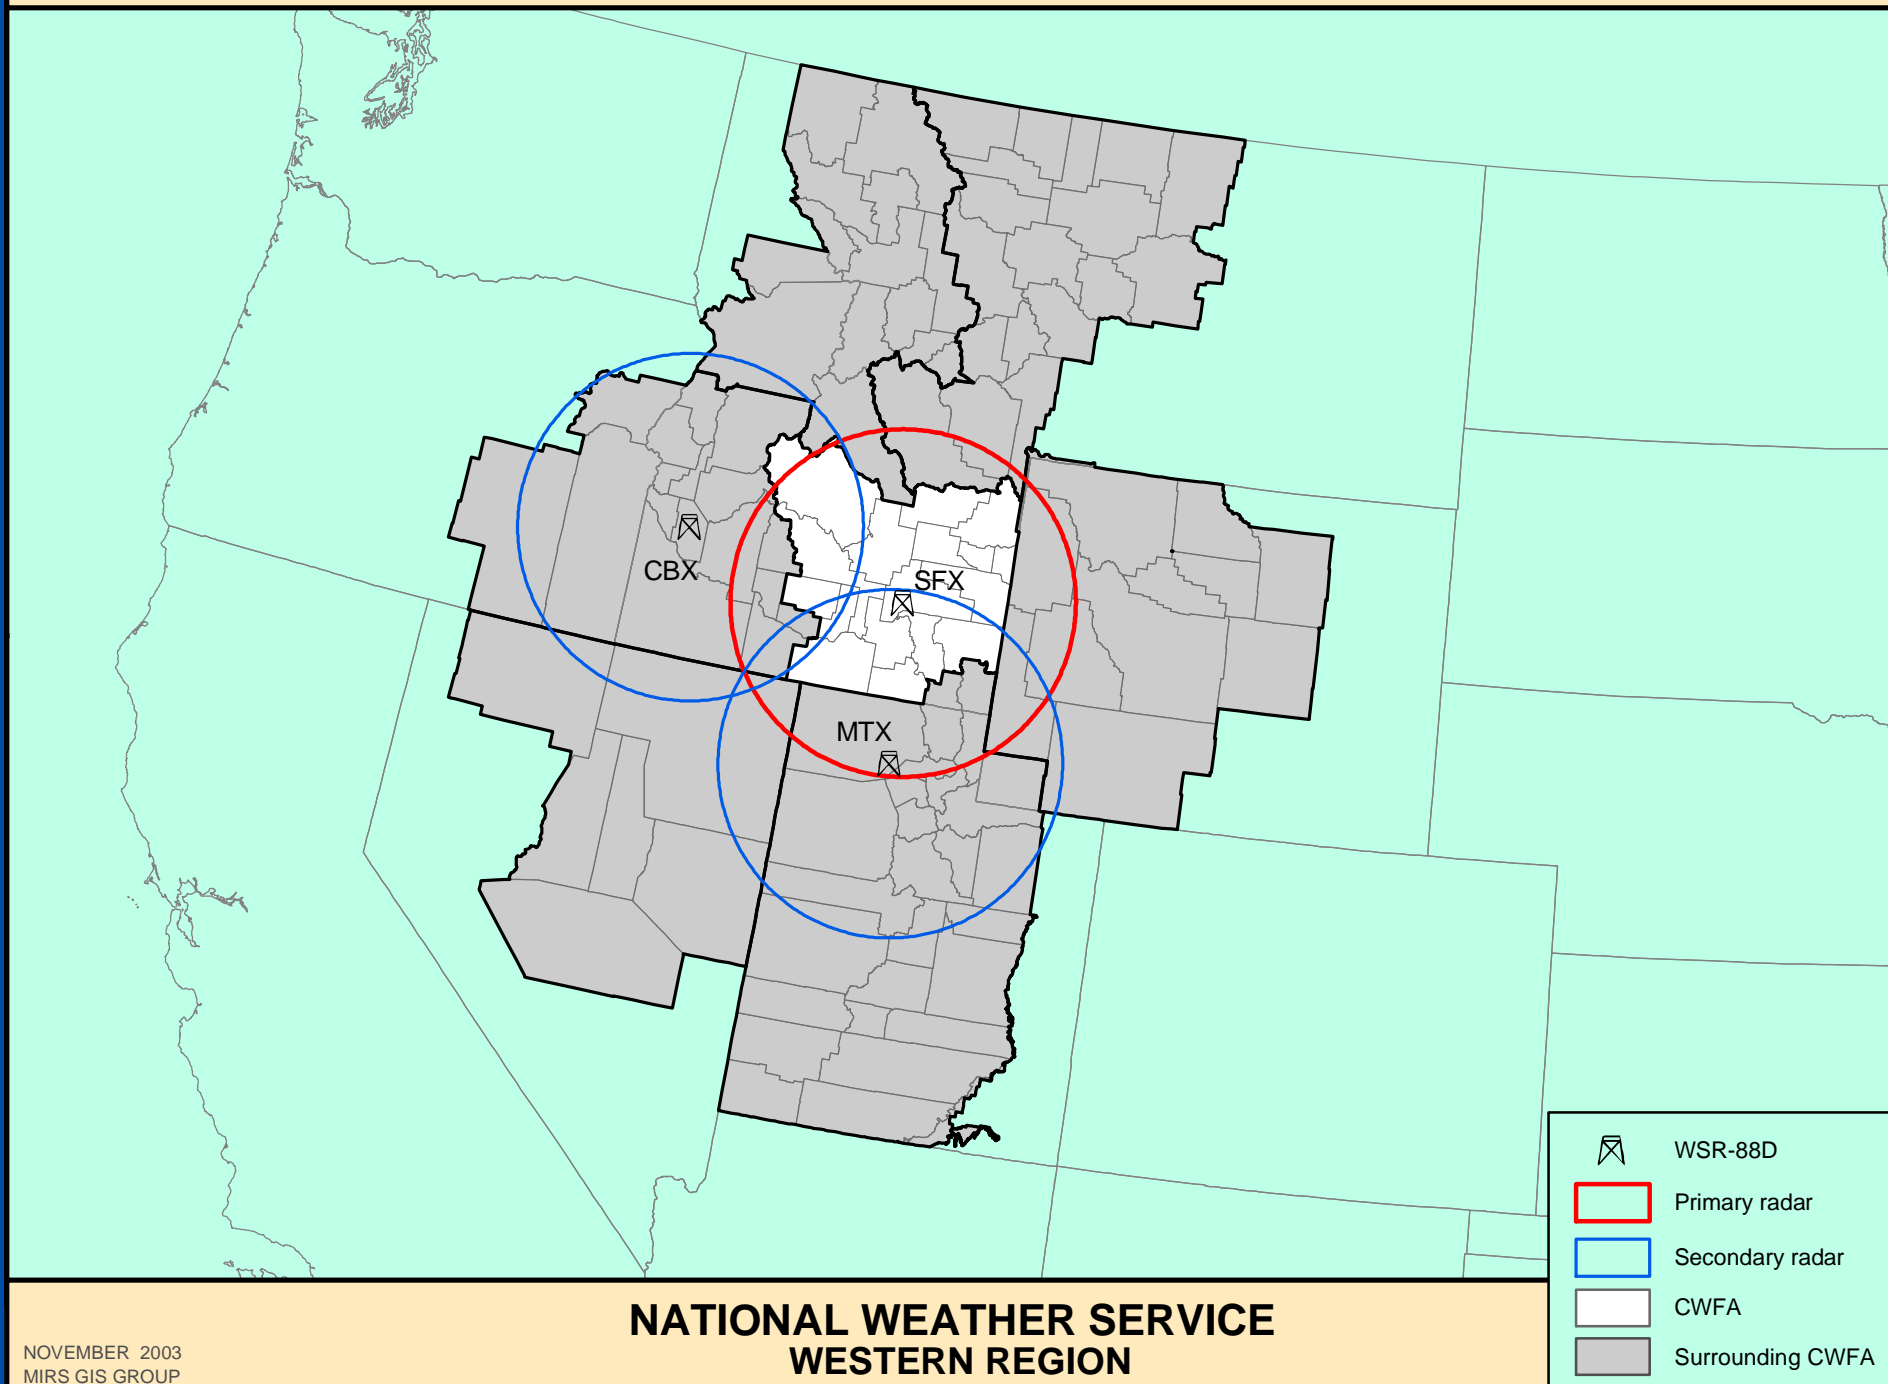 CBX
SFX
MTX
WSR-88D
Primary radar
Secondary radar
CWFA
Surrounding CWFA
NATIONAL WEATHER SERVICE
WESTERN REGION
NOVEMBER 2003
MIRS GIS GROUP